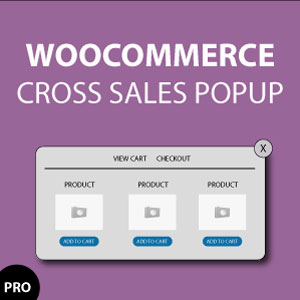 WOOCOMMERCE
CROSS SALES POPUP
X
VIEW CART CHECKOUT
PRODUCT PRODUCT PRODUCT
ADD TO CART ADD TO CART ADD TO CART
PRO